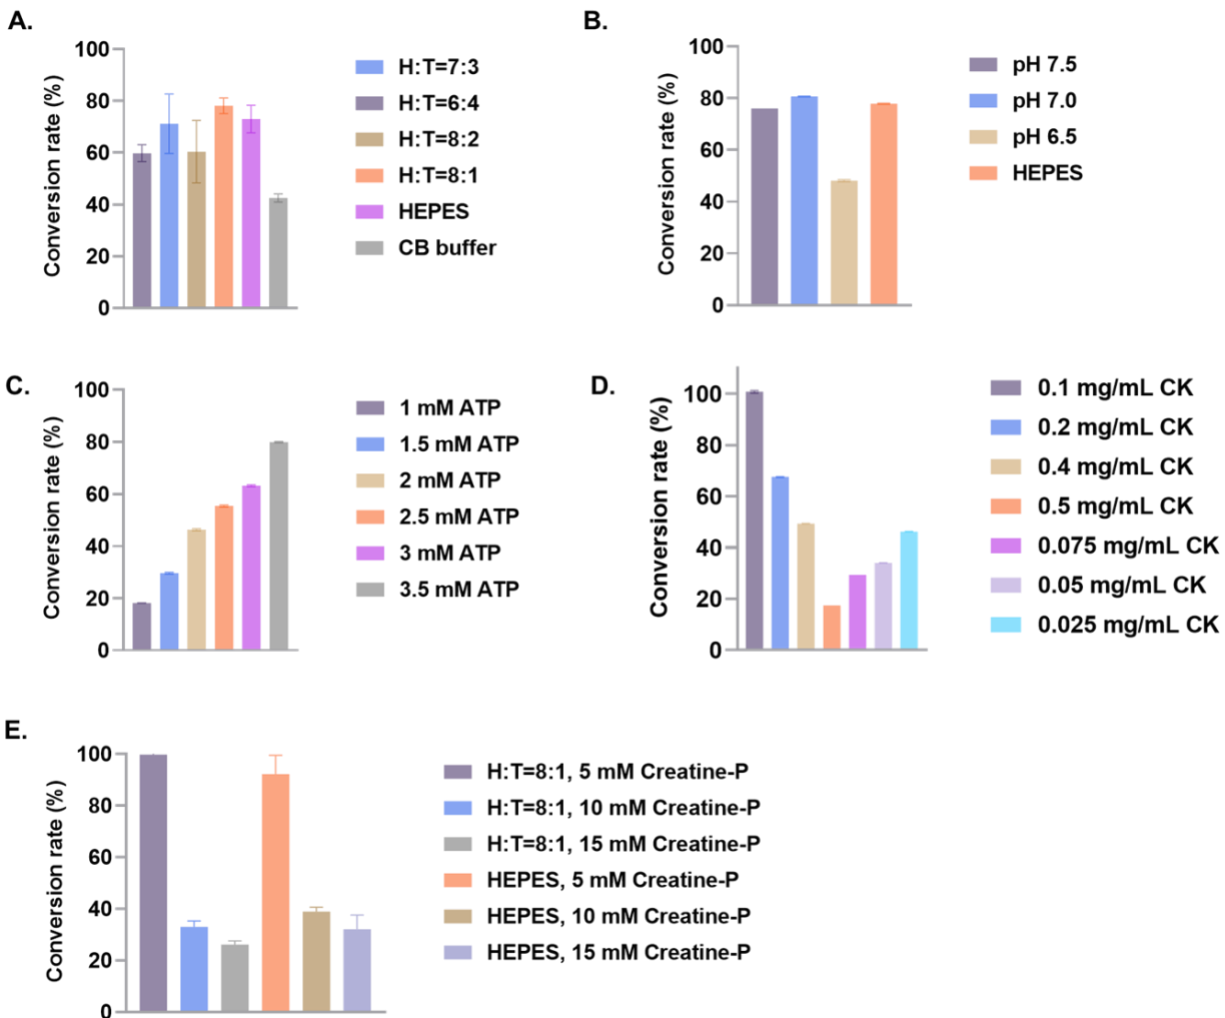 A.
Conversion rate (%)
100
80
60
40
20
0
H:T=7:3
H:T=6:4
H:T=8:2
H:T=8:1
HEPES
CB buffer
B.
Conversion rate (%)
100
80
60
40
20
0
pH 7.5
pH 7.0
pH 6.5
HEPES
C.
Conversion rate (%)
100
80
60
40
20
0
1 mM ATP
1.5 mM ATP
2 mM ATP
2.5 mM ATP
3 mM ATP
3.5 mM ATP
D.
Conversion rate (%)
100
80
60
40
20
0
0.1 mg/mL CK
0.2 mg/mL CK
0.4 mg/mL CK
0.5 mg/mL CK
0.075 mg/mL CK
0.05 mg/mL CK
0.025 mg/mL CK
E.
Conversion rate (%)
100
80
60
40
20
0
H:T=8:1, 5 mM Creatine-P
H:T=8:1, 10 mM Creatine-P
H:T=8:1, 15 mM Creatine-P
HEPES, 5 mM Creatine-P
HEPES, 10 mM Creatine-P
HEPES, 15 mM Creatine-P